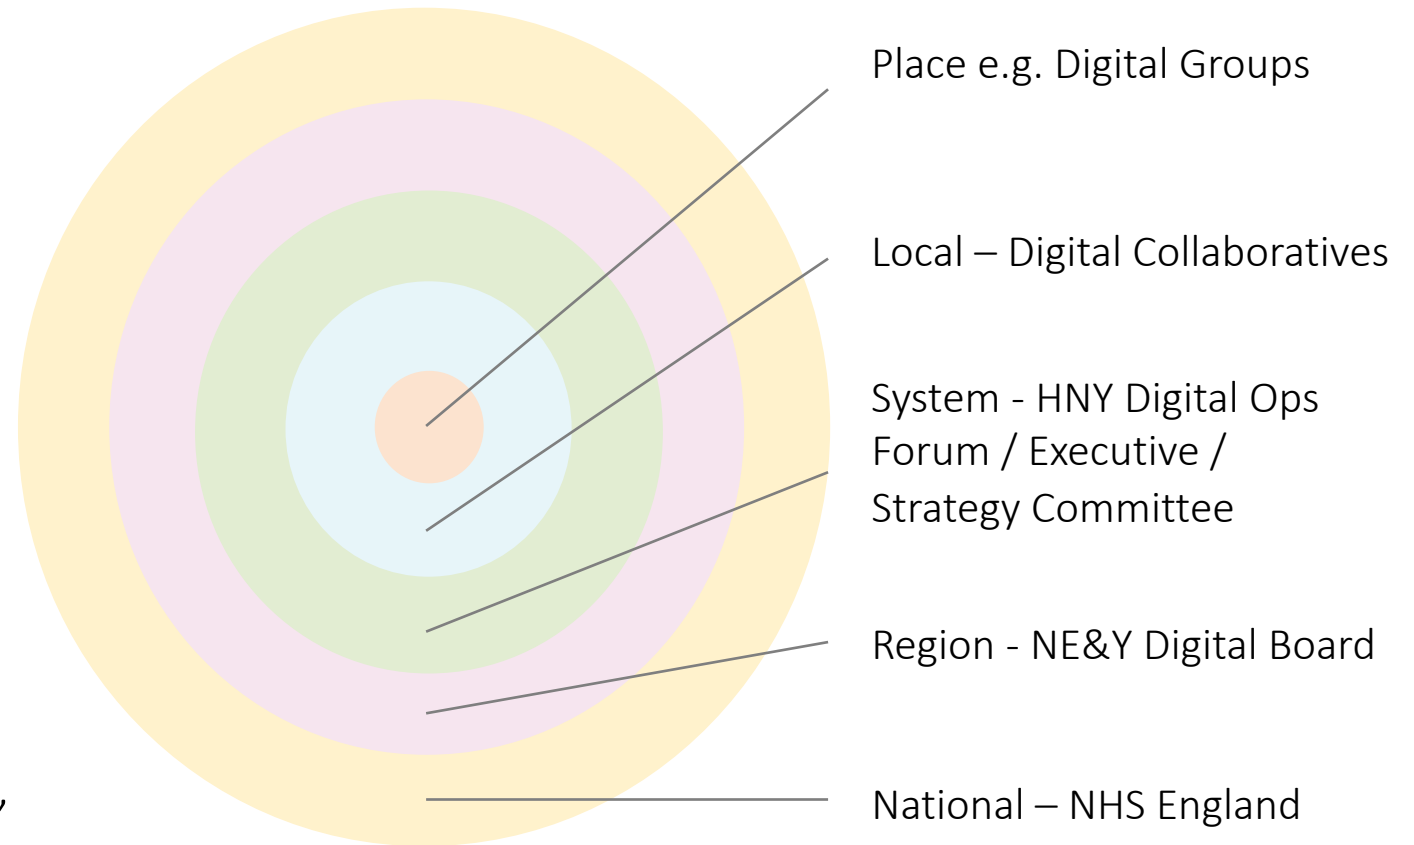 Place e.g. Digital Groups
Local – Digital Collaboratives
System - HNY Digital Ops
Forum / Executive /
Strategy Committee
Region - NE&Y Digital Board
National – NHS England
,